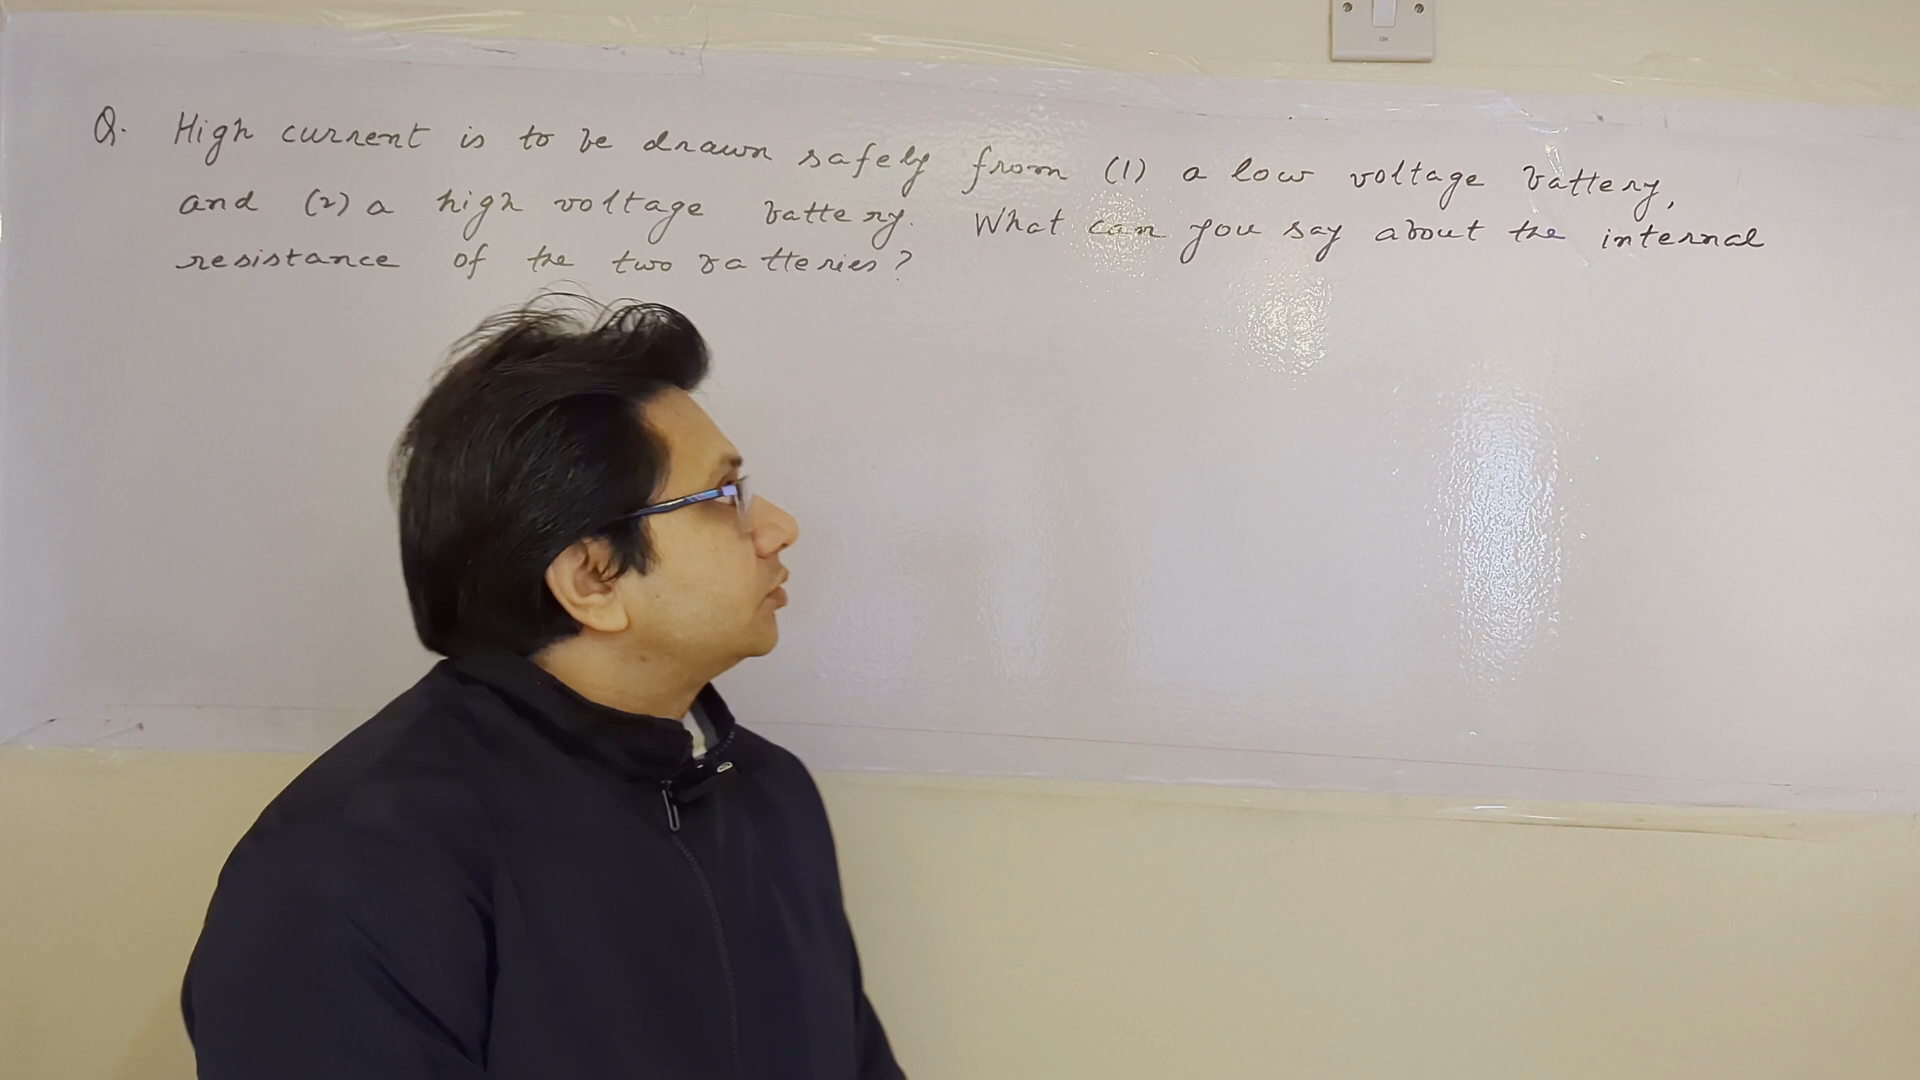 Q. High current is to be drawn safely from (1) a low voltage battery,
and (2) a high voltage battery. What can you say about the internal
resistance of the two batteries?